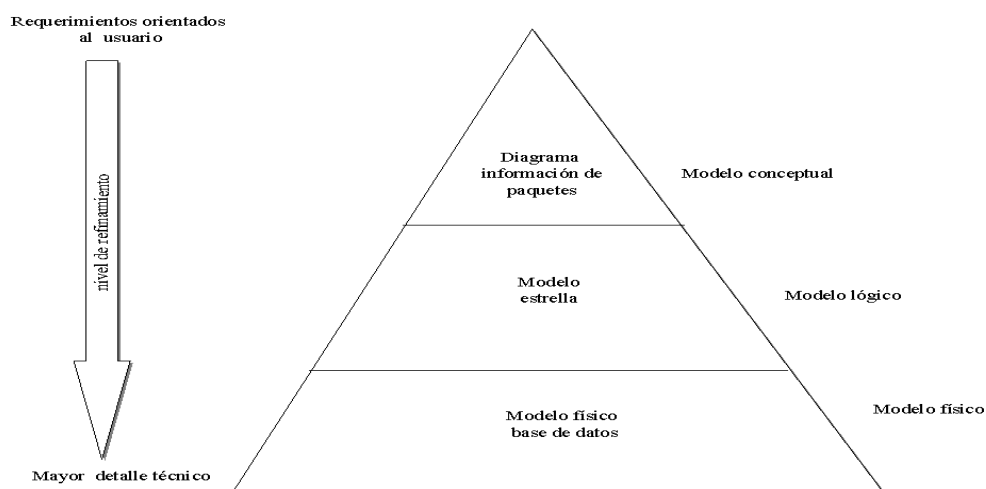 Requerimientos orientados
al usuario
nivel de refinamiento
Mayor detalle técnico
Diagrama
información de
paquetes
Modelo conceptual
Modelo
estrella
Modelo lógico
Modelo físico
base de datos
Modelo físico